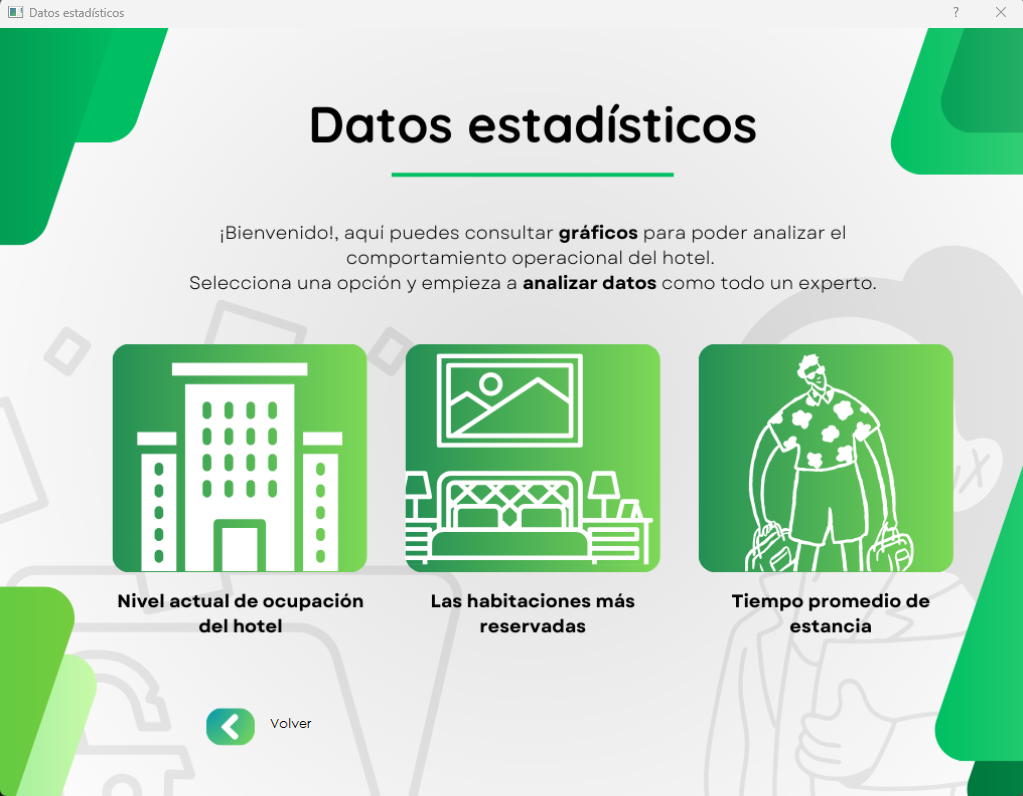 Datos estadísticos
?
Datos estadísticos
¡Bienvenido!, aquí puedes consultar gráficos para poder analizar el
comportamiento operacional del hotel.
Selecciona una opción y empieza a analizar datos como todo un experto.
Nivel actual de ocupación
del hotel
Las habitaciones más
reservadas
Tiempo promedio de
estancia
Volver